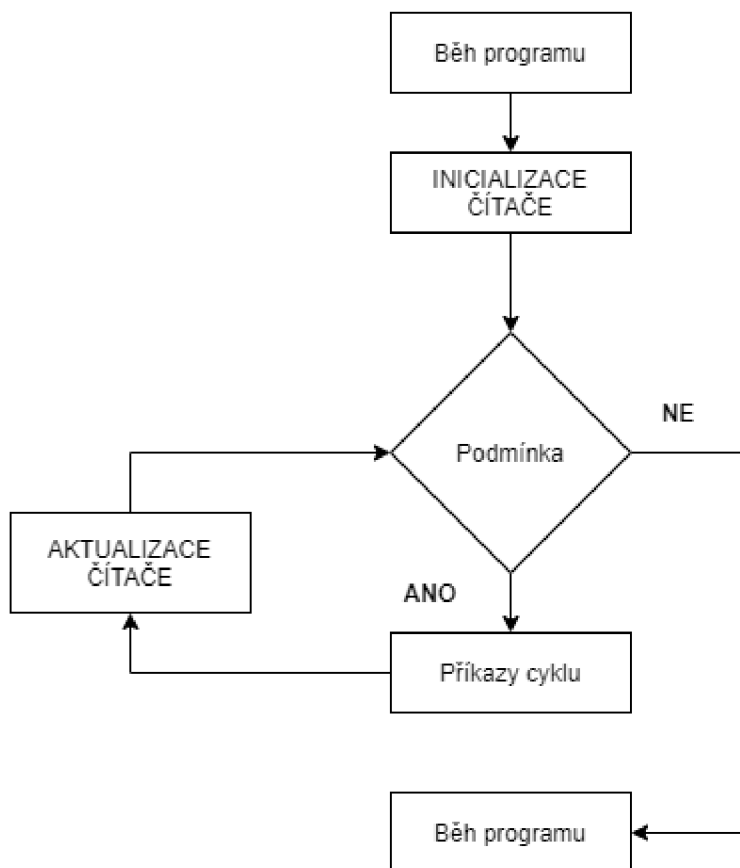 Běh programu
INICIALIZACE
ČÍTAČE
NE
Podmínka
AKTUALIZACE
ČÍTAČE
ANO
Příkazy cyklu
Běh programu